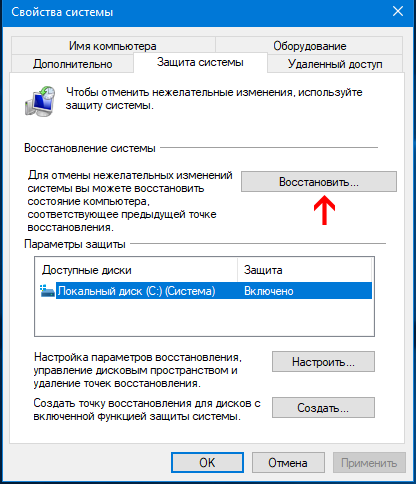 Свойства системы
Имя компьютера
Оборудование
Дополнительно
Защита системы
Удаленный доступ
Чтобы отменить нежелательные изменения, используйте
защиту системы.
Восстановление системы
Для отмены нежелательных изменений
системы вы можете восстановить
состояние компьютера,
соответствующее предыдущей точке
восстановления.
Восстановить...
Параметры защиты
Доступные диски
Защита
Локальный диск (C:) (Система)
Включено
Настройка параметров восстановления,
управление дисковым пространством и
удаление точек восстановления.
Настроить...
Создать точку восстановления для дисков с
включенной функцией защиты системы.
Создать...
OK
Отмена
Применить